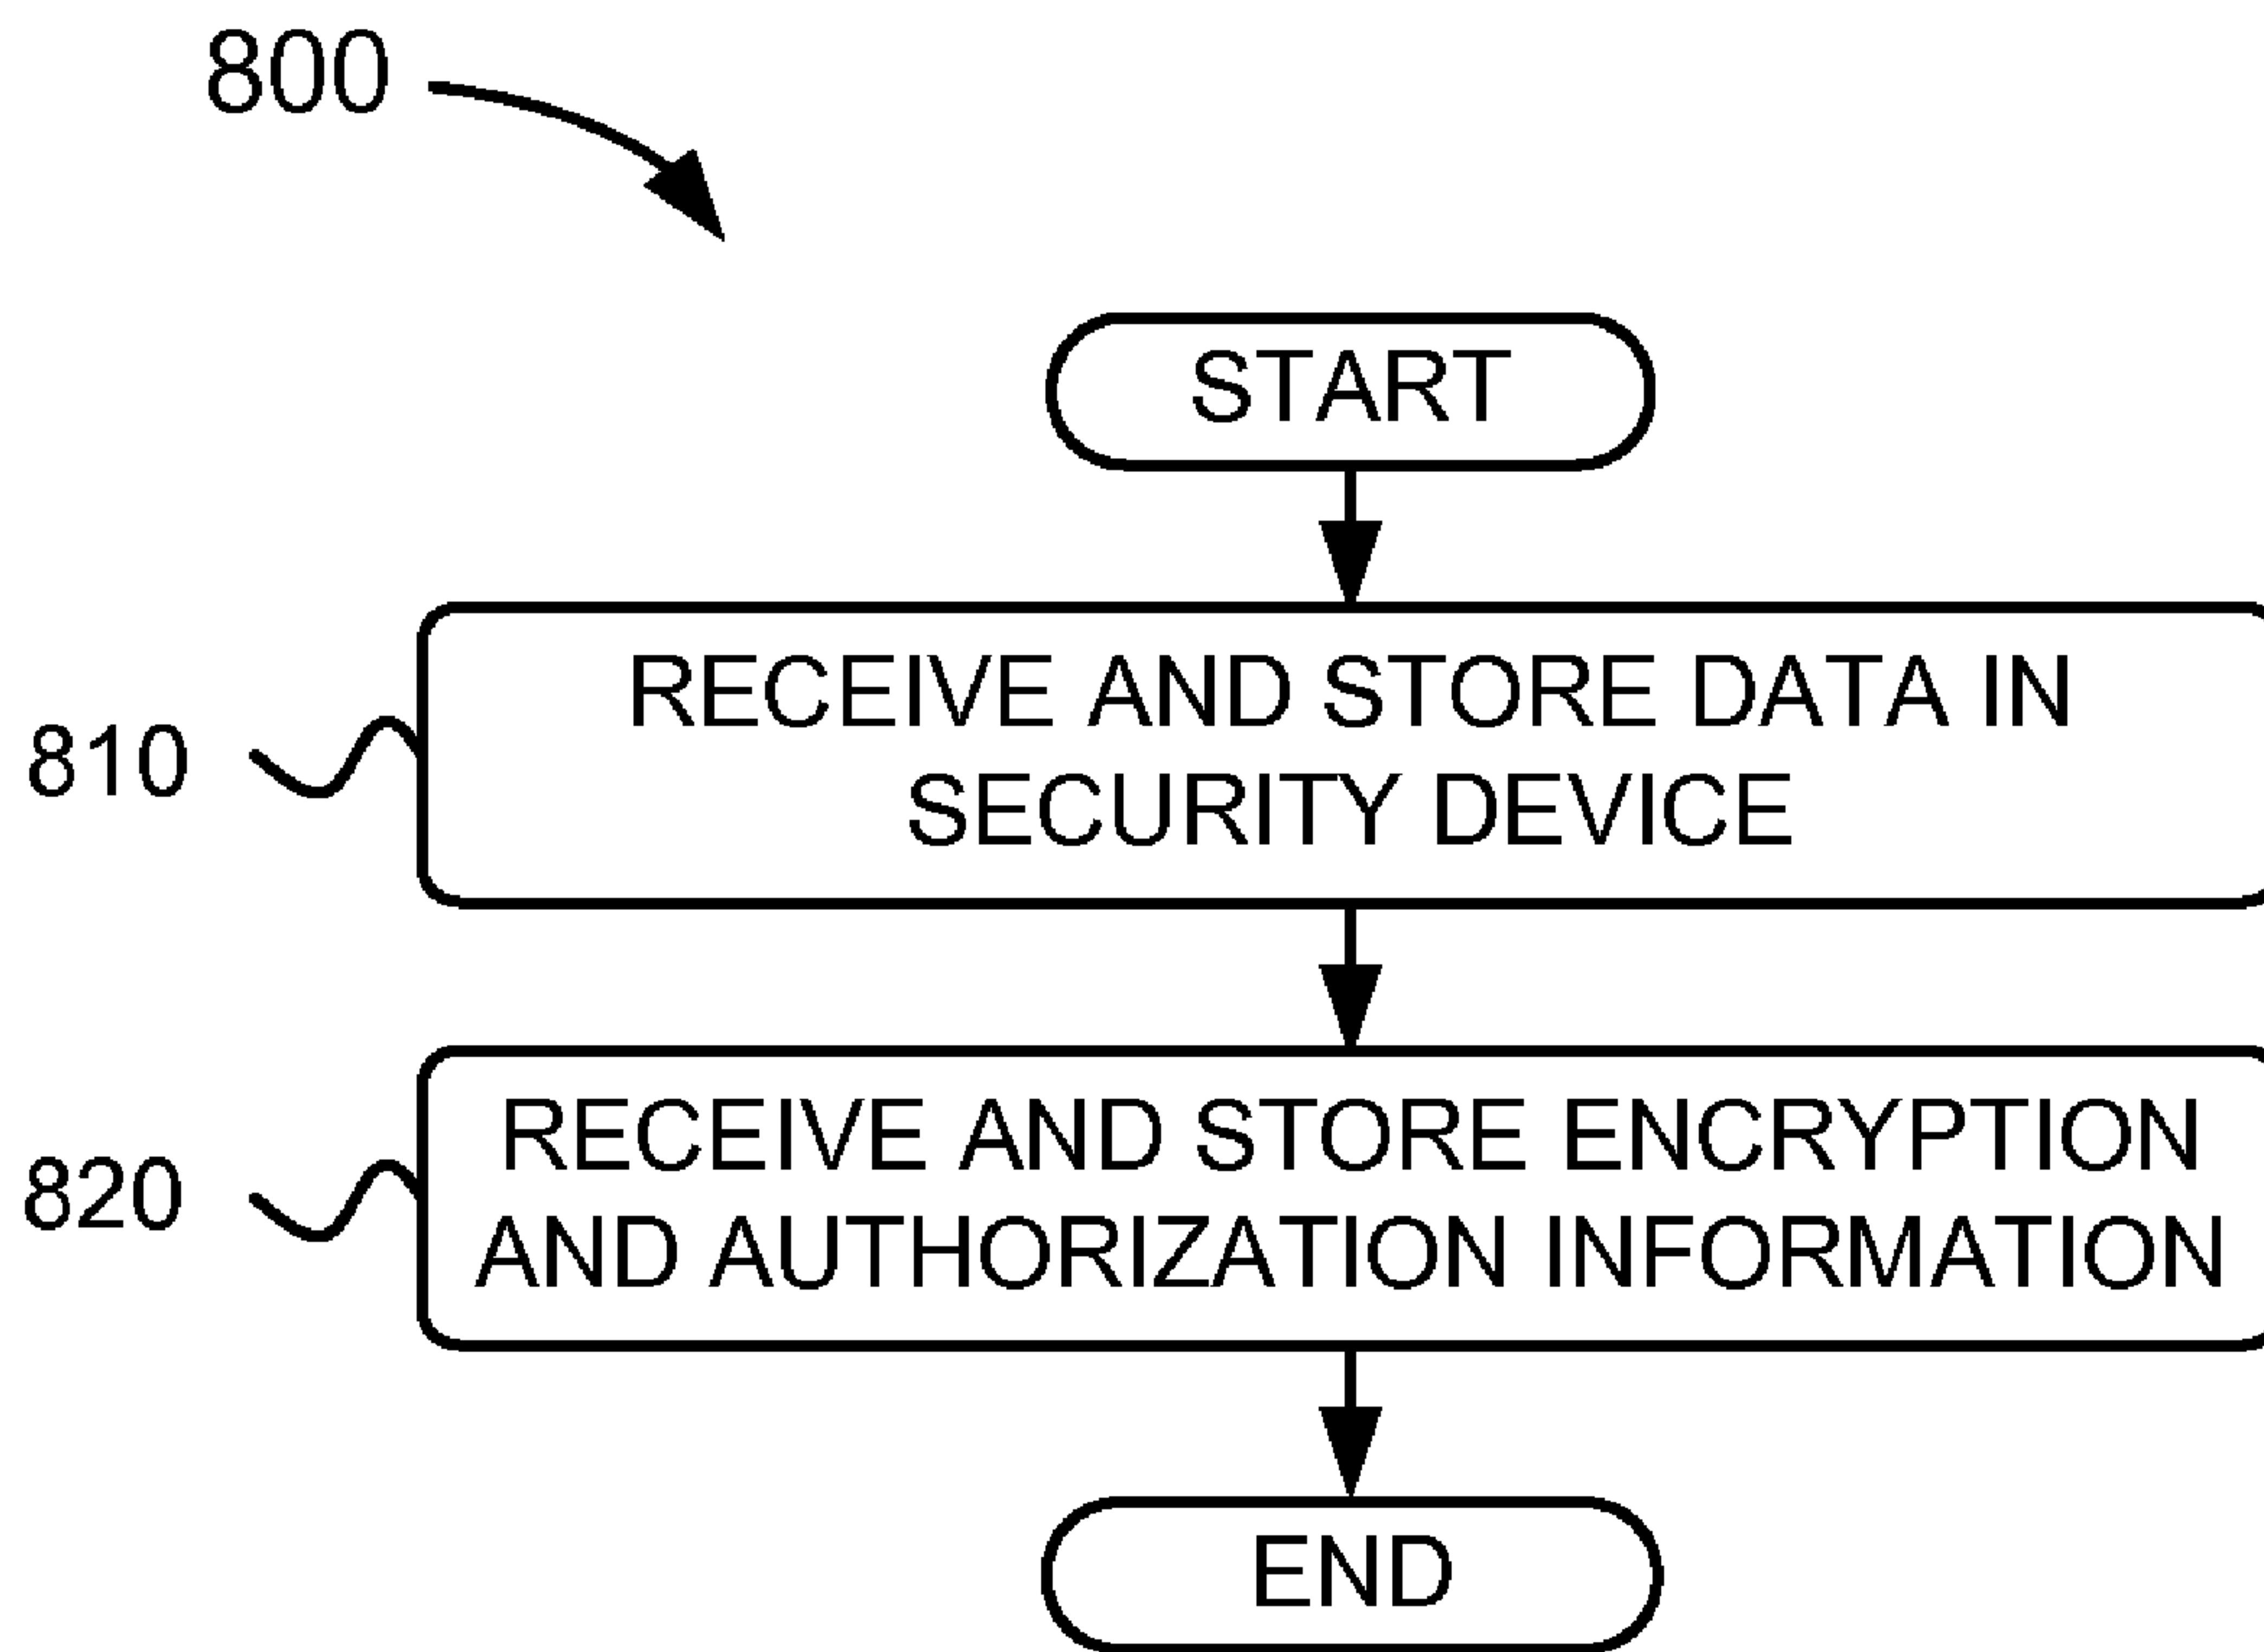 800
START
810
RECEIVE AND STORE DATA IN
SECURITY DEVICE
820
RECEIVE AND STORE ENCRYPTION
AND AUTHORIZATION INFORMATION
END